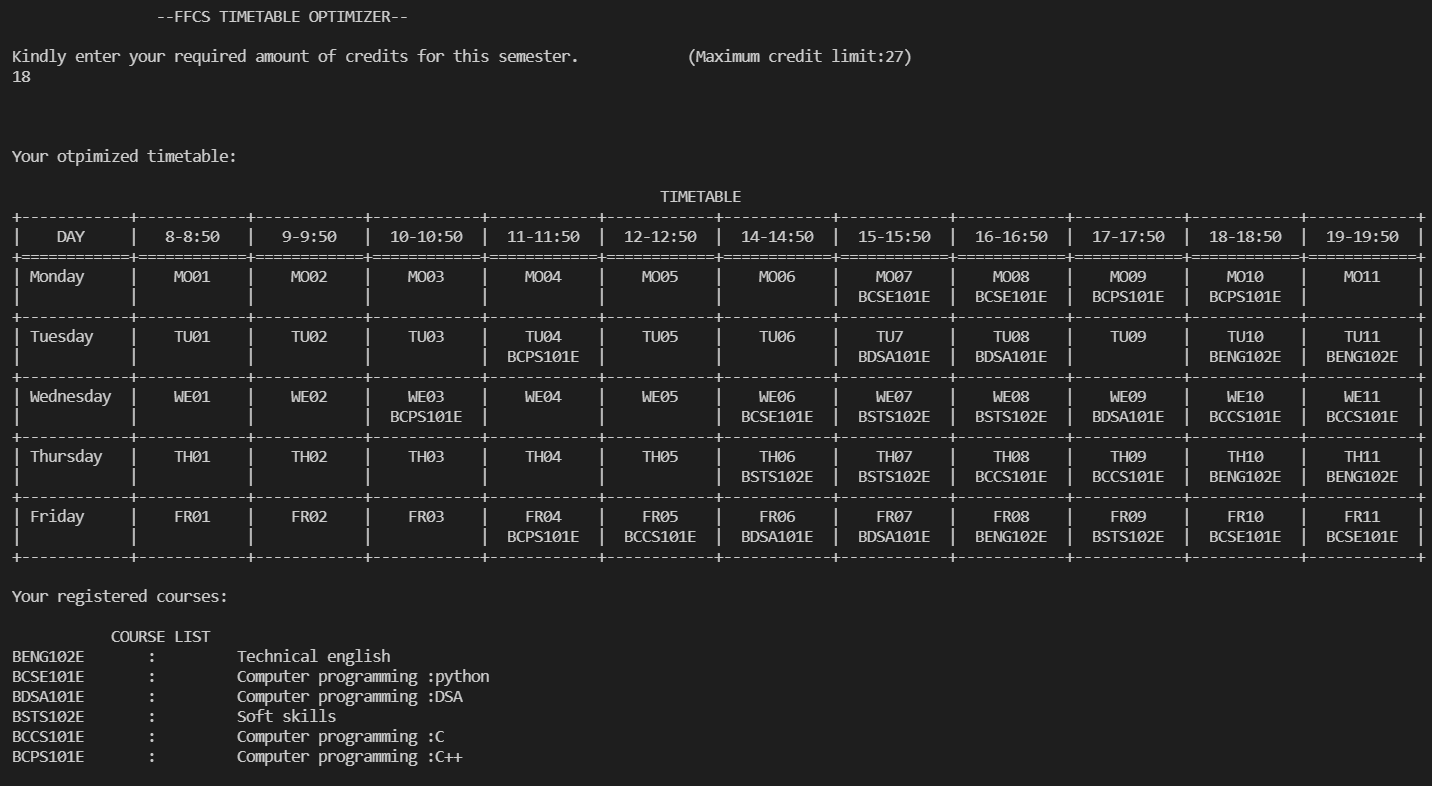 --FFCS TIMETABLE OPTIMIZER--
Kindly enter your required amount of credits for this semester. (Maximum credit limit:27)
18
Your otpimized timetable:
TIMETABLE
+------------+-----------+-----------+-----------+------------+-----------+-----------+-----------+-----------+-----------+-----------+-----------+
| DAY | 8-8:50 | 9-9:50 | 10-10:50 | 11-11:50 | 12-12:50 | 14-14:50 | 15-15:50 | 16-16:50 | 17-17:50 | 18-18:50 | 19-19:50 |
+============+===========+===========+===========+============+===========+===========+===========+===========+===========+===========+===========+
| Monday | MO01 | MO02 | MO03 | MO04 | MO05 | MO06 | MO07 | MO08 | MO09 | MO10 | MO11 |
| | | | | | | | BCSE101E | BCSE101E | BCPS101E | BCPS101E | |
+------------+-----------+-----------+-----------+------------+-----------+-----------+-----------+-----------+-----------+-----------+-----------+
| Tuesday | TU01 | TU02 | TU03 | TU04 | TU05 | TU06 | TU7 | TU08 | TU09 | TU10 | TU11 |
| | | | | BCPS101E | | | BDSA101E | BDSA101E | | BENG102E | BENG102E |
+------------+-----------+-----------+-----------+------------+-----------+-----------+-----------+-----------+-----------+-----------+-----------+
| Wednesday | WE01 | WE02 | WE03 | WE04 | WE05 | WE06 | WE07 | WE08 | WE09 | WE10 | WE11 |
| | | | BCPS101E | | | BCSE101E | BSTS102E | BSTS102E | BDSA101E | BCCS101E | BCCS101E |
+------------+-----------+-----------+-----------+------------+-----------+-----------+-----------+-----------+-----------+-----------+-----------+
| Thursday | TH01 | TH02 | TH03 | TH04 | TH05 | TH06 | TH07 | TH08 | TH09 | TH10 | TH11 |
| | | | | | | BSTS102E | BSTS102E | BCCS101E | BCCS101E | BENG102E | BENG102E |
+------------+-----------+-----------+-----------+------------+-----------+-----------+-----------+-----------+-----------+-----------+-----------+
| Friday | FR01 | FR02 | FR03 | FR04 | FR05 | FR06 | FR07 | FR08 | FR09 | FR10 | FR11 |
| | | | | BCPS101E | BCCS101E | BDSA101E | BDSA101E | BENG102E | BSTS102E | BCSE101E | BCSE101E |
+------------+-----------+-----------+-----------+------------+-----------+-----------+-----------+-----------+-----------+-----------+-----------+
Your registered courses:
COURSE LIST
BENG102E : Technical english
BCSE101E : Computer programming :python
BDSA101E : Computer programming :DSA
BSTS102E : Soft skills
BCCS101E : Computer programming :C
BCPS101E : Computer programming :C++